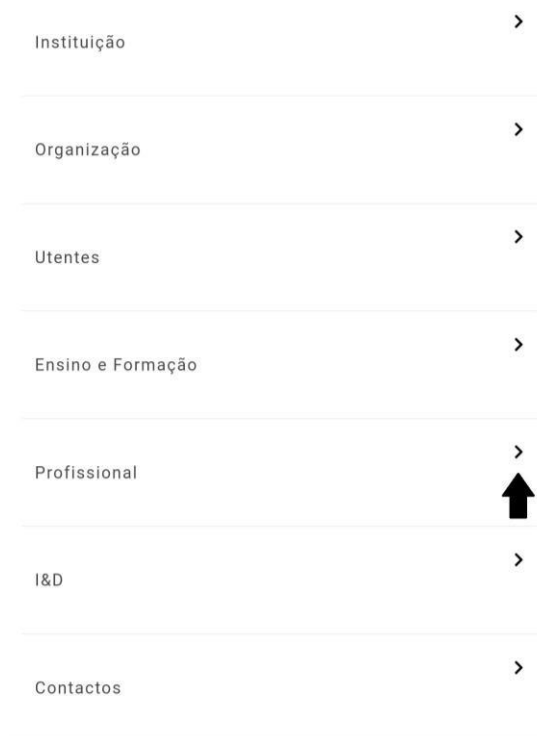 Instituição
Organização
Utentes
Ensino e Formação
Profissional
I&D
Contactos